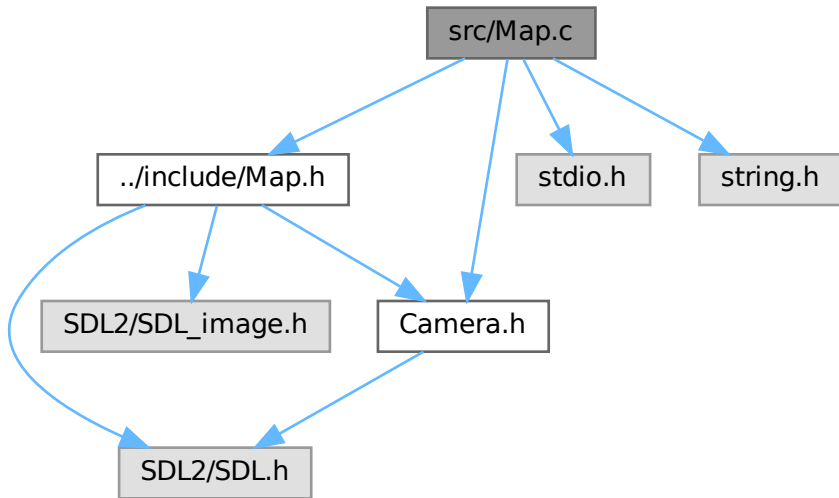 src/Map.c
../include/Map.h
stdio.h
string.h
SDL2/SDL_image.h
Camera.h
SDL2/SDL.h